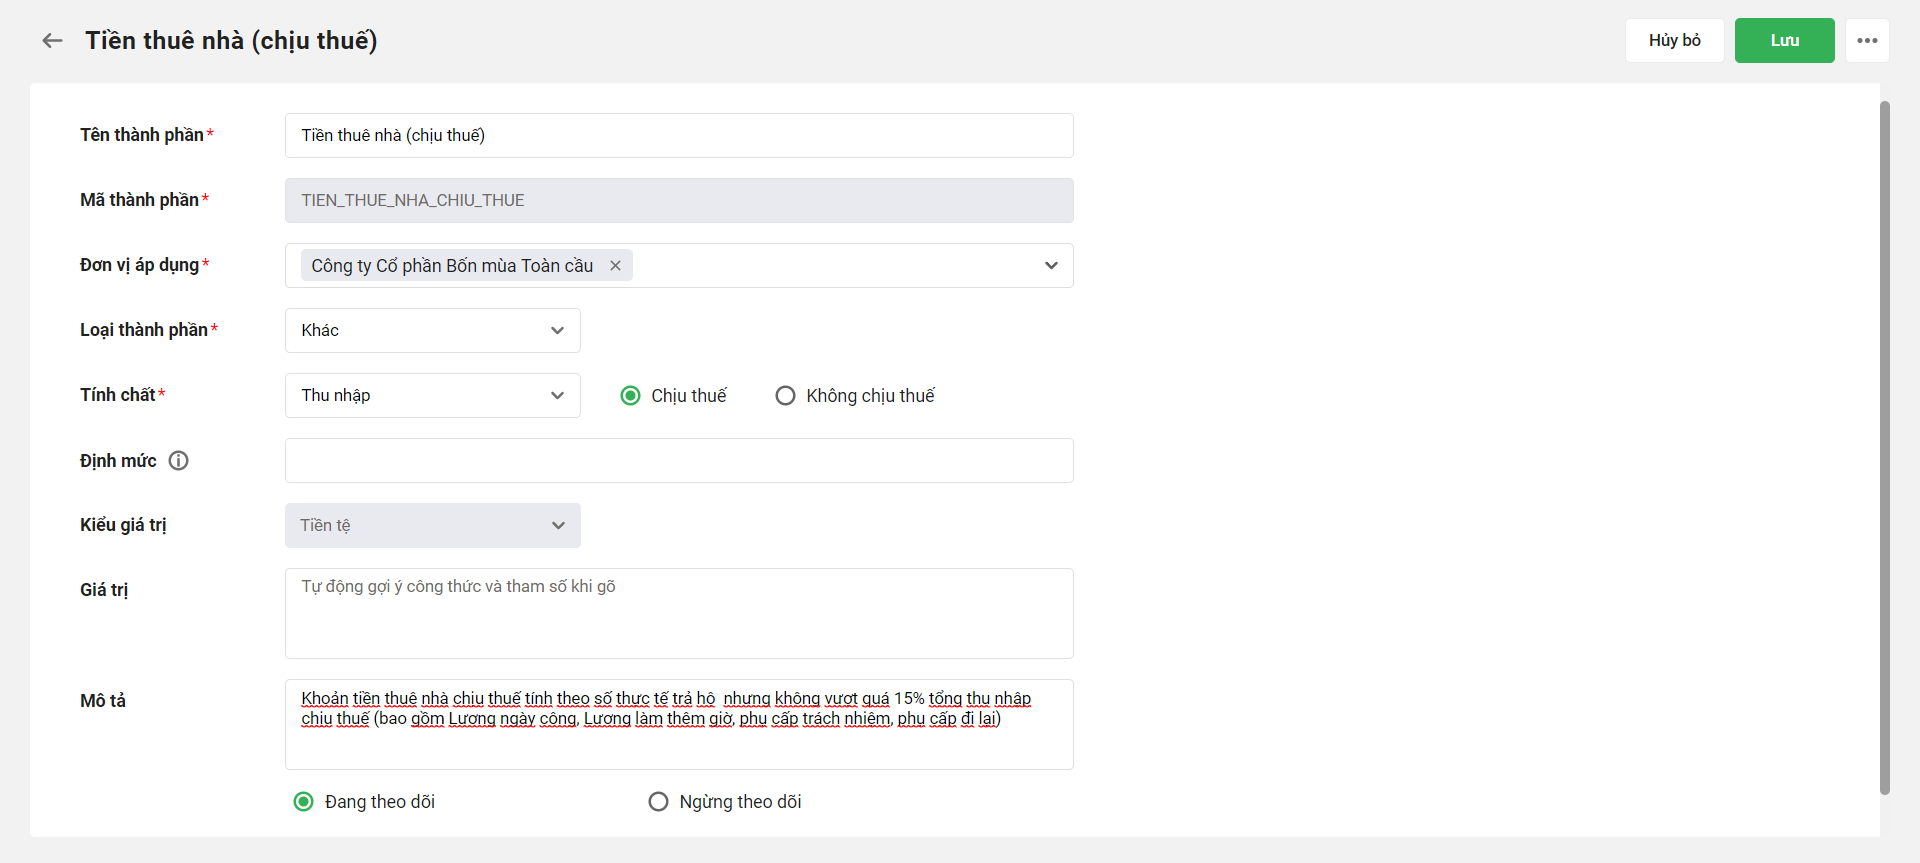 Tiền thuê nhà (chịu thuế)
Hủy bỏ
Lưu
Tên thành phần*
Tiền thuê nhà (chịu thuế)
Mã thành phần*
TIEN_THUE_NHA_CHIU_THUE
Đơn vị áp dụng*
Công ty Cổ phần Bốn mùa Toàn cầu
Loại thành phần*
Khác
Tính chất*
Thu nhập
Chịu thuế
Không chịu thuế
Định mức
Kiểu giá trị
Tiền tệ
Giá trị
Tự động gợi ý công thức và tham số khi gõ
Mô tả
Khoản tiền thuê nhà chịu thuế tính theo số thực tế trả hộ  nhưng không vượt quá 15% tổng thu nhập
chịu thuế (bao gồm Lương ngày công, Lương làm thêm giờ, phụ cấp trách nhiệm, phụ cấp đi lại)
Đang theo dõi
Ngừng theo dõi